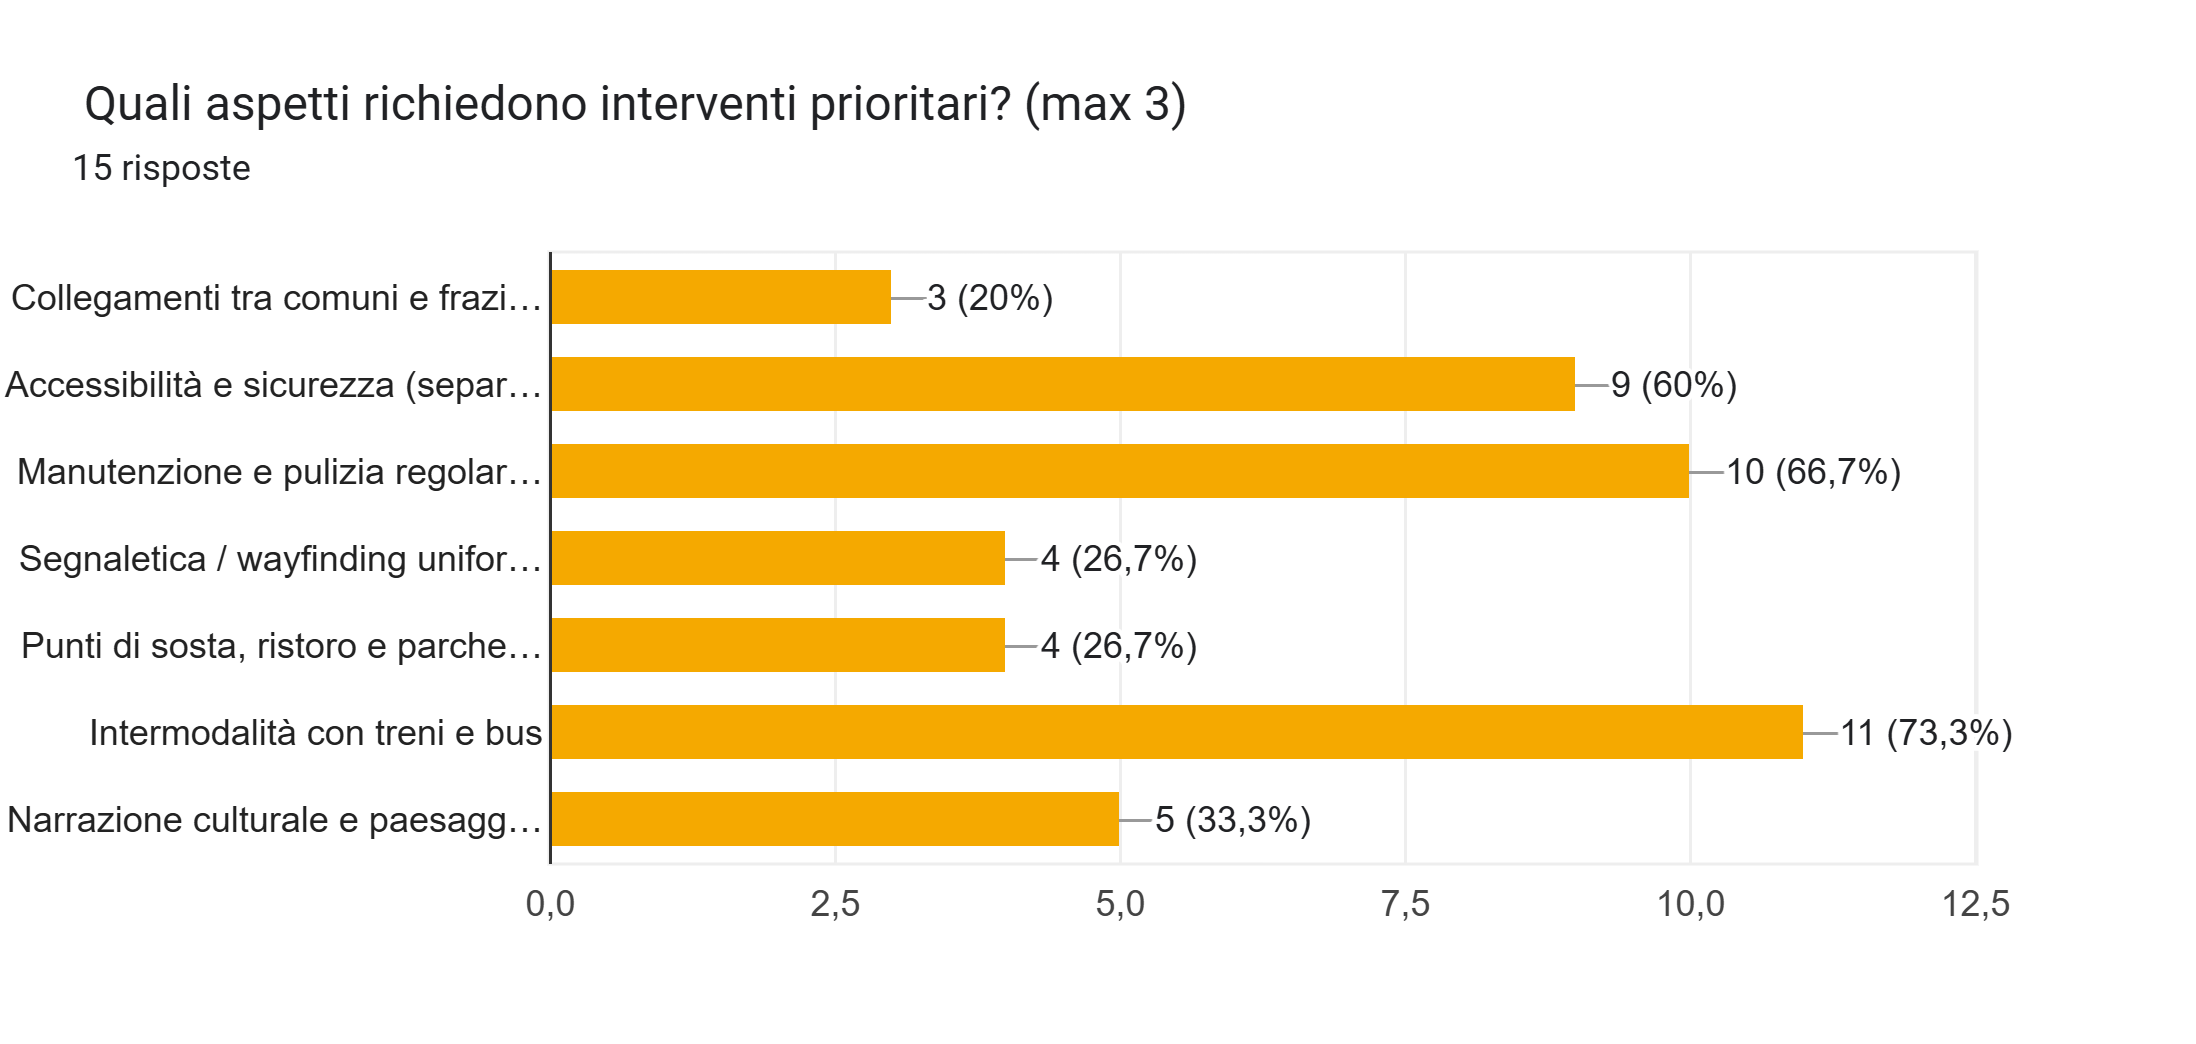 Quali aspetti richiedono interventi prioritari? (max 3)
15 risposte
Collegamenti tra comuni e frazi… 3 (20%)
Accessibilità e sicurezza (separ… 9 (60%)
Manutenzione e pulizia regolar… 10 (66,7%)
Segnaletica / wayfinding unifor… 4 (26,7%)
Punti di sosta, ristoro e parche… 4 (26,7%)
Intermodalità con treni e bus 11 (73,3%)
Narrazione culturale e paesagg… 5 (33,3%)
0,0 2,5 5,0 7,5 10,0 12,5